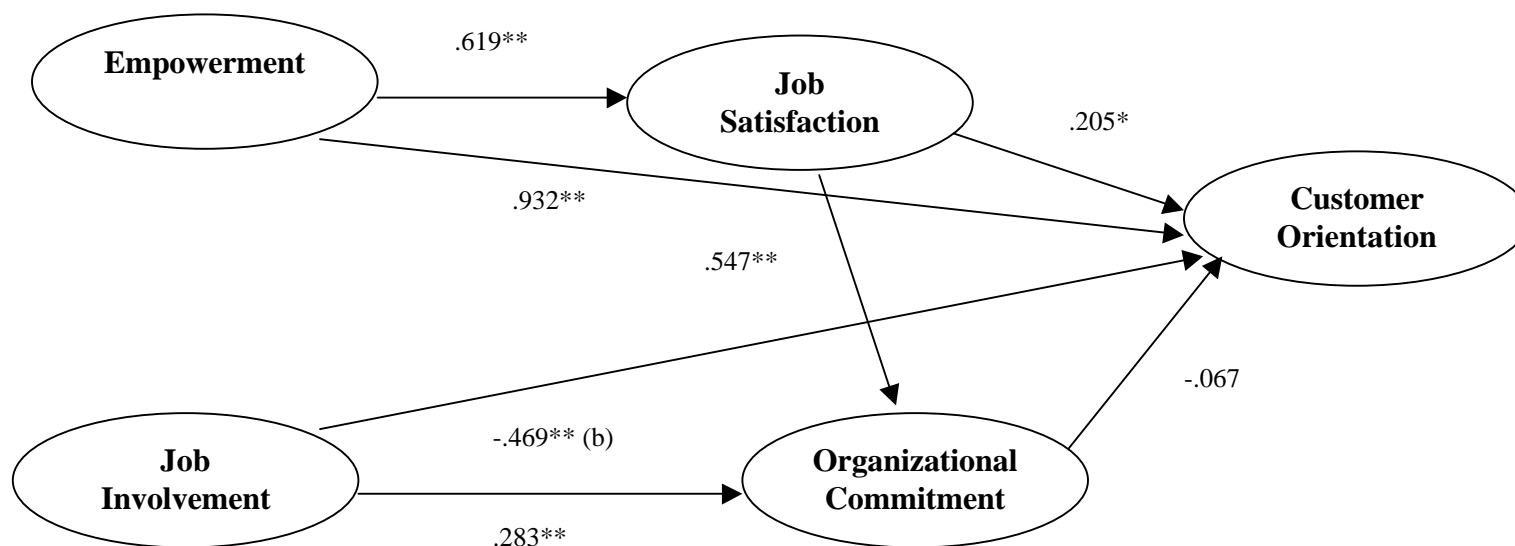 .619**
Empowerment
Job
Satisfaction
.205*
.932**
Customer
Orientation
.547**
-.067
-.469** (b)
Job
Involvement
Organizational
Commitment
.283**